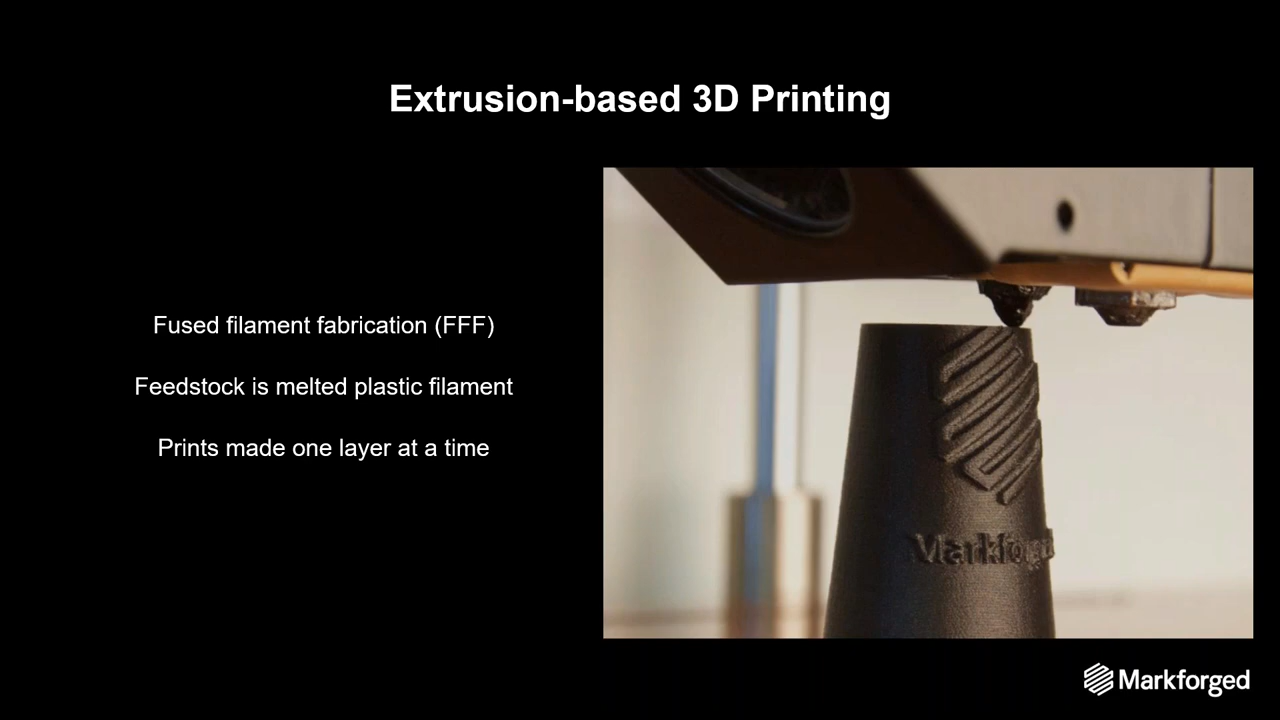 Extrusion-based 3D Printing
Fused filament fabrication (FFF)
Feedstock is melted plastic filament
Prints made one layer at a time
Markforged
Markforged